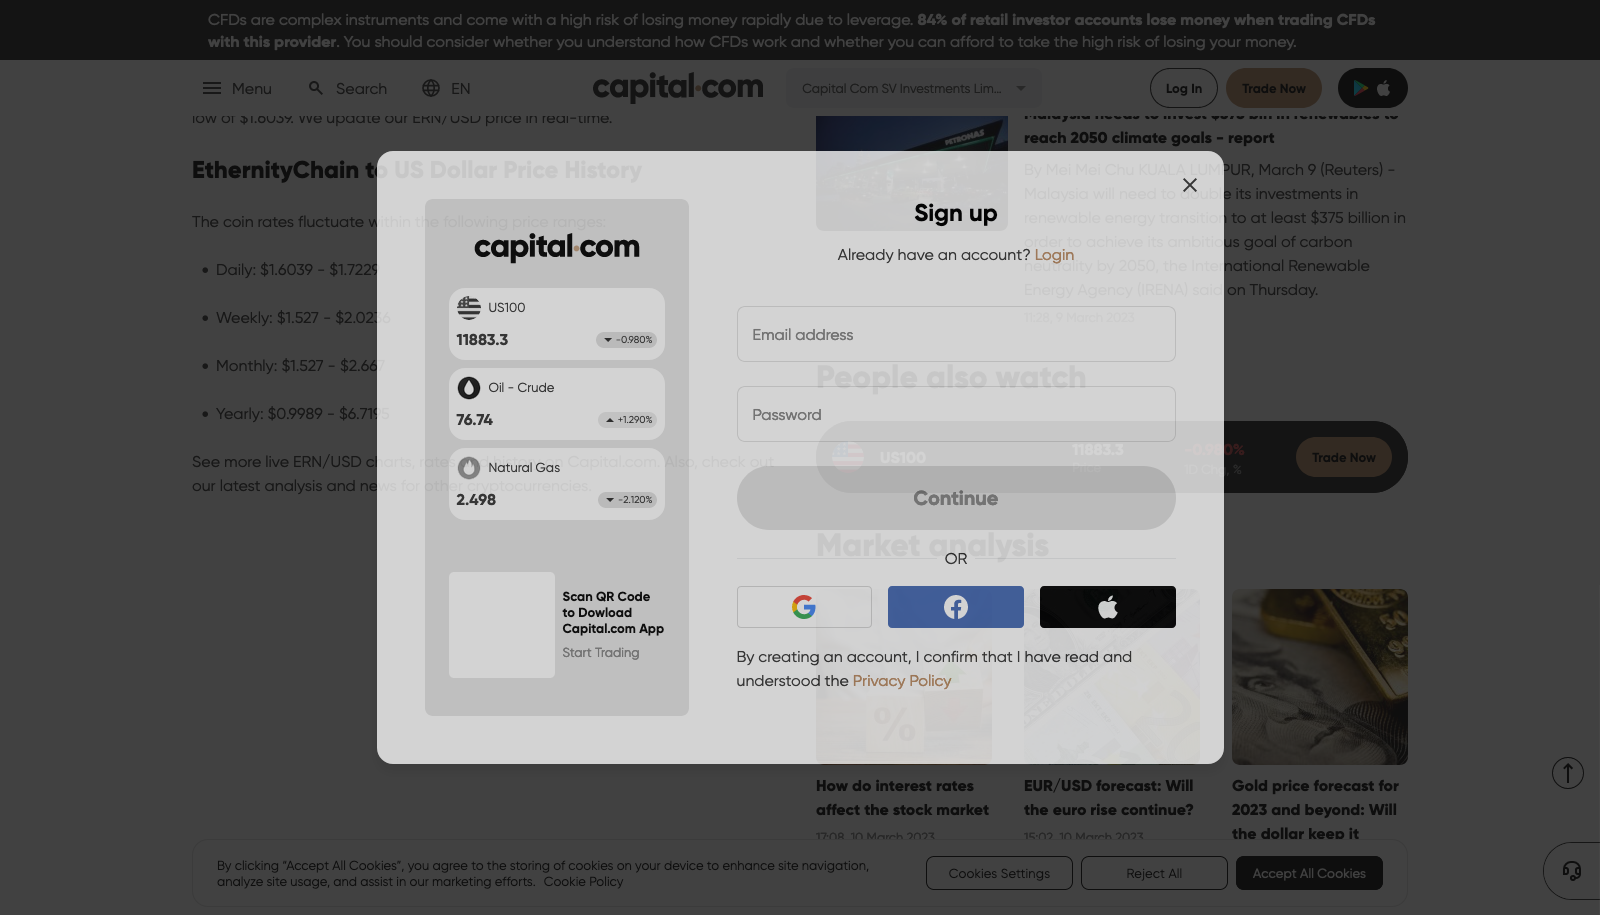 CFDs are complex instruments and come with a high risk of losing money rapidly due to leverage. 84% of retail investor accounts lose money when trading CFDs
with this provider. You should consider whether you understand how CFDs work and whether you can afford to take the high risk of losing your money.
Menu Search EN
capital.com
Capital Com SV Investments Lim...
Log In
Trade Now
low of $1.6039. We update our ERN/USD price in real-time.
EthernityChain to US Dollar Price History
The coin rates fluctuate within the following price ranges:
Daily: $1.6039 - $1.7229
Weekly: $1.527 - $2.0236
Monthly: $1.527 - $2.667
Yearly: $0.9989 - $6.7195
See more live ERN/USD charts, rates and history on Capital.com. Also, check out
our latest analysis and news for other cryptocurrencies.
PETRONAS
Malaysia needs to invest $375 bln in renewables to
reach 2050 climate goals - report
By Mei Mei Chu KUALA LUMPUR, March 9 (Reuters) -
Malaysia will need to double its investments in
renewable energy transition to at least $375 billion in
order to achieve its ambitious goal of carbon
neutrality by 2050, the International Renewable
Energy Agency (IRENA) said on Thursday.
11:28, 9 March 2023
People also watch
US100
11883.3
Price
-0.980%
1D Chg, %
Trade Now
Market analysis
%
How do interest rates
affect the stock market
17:08, 10 March 2023
EUR/USD forecast: Will
the euro rise continue?
15:02, 10 March 2023
Gold price forecast for
2023 and beyond: Will
the dollar keep it
capital.com
US100
11883.3
-0.980%
Oil - Crude
76.74
+1.290%
Natural Gas
2.498
-2.120%
Scan QR Code
to Dowload
Capital.com App
Start Trading
Sign up
Already have an account? Login
Email address
Password
Continue
OR
By creating an account, I confirm that I have read and
understood the Privacy Policy
By clicking “Accept All Cookies”, you agree to the storing of cookies on your device to enhance site navigation,
analyze site usage, and assist in our marketing efforts. Cookie Policy
Cookies Settings
Reject All
Accept All Cookies